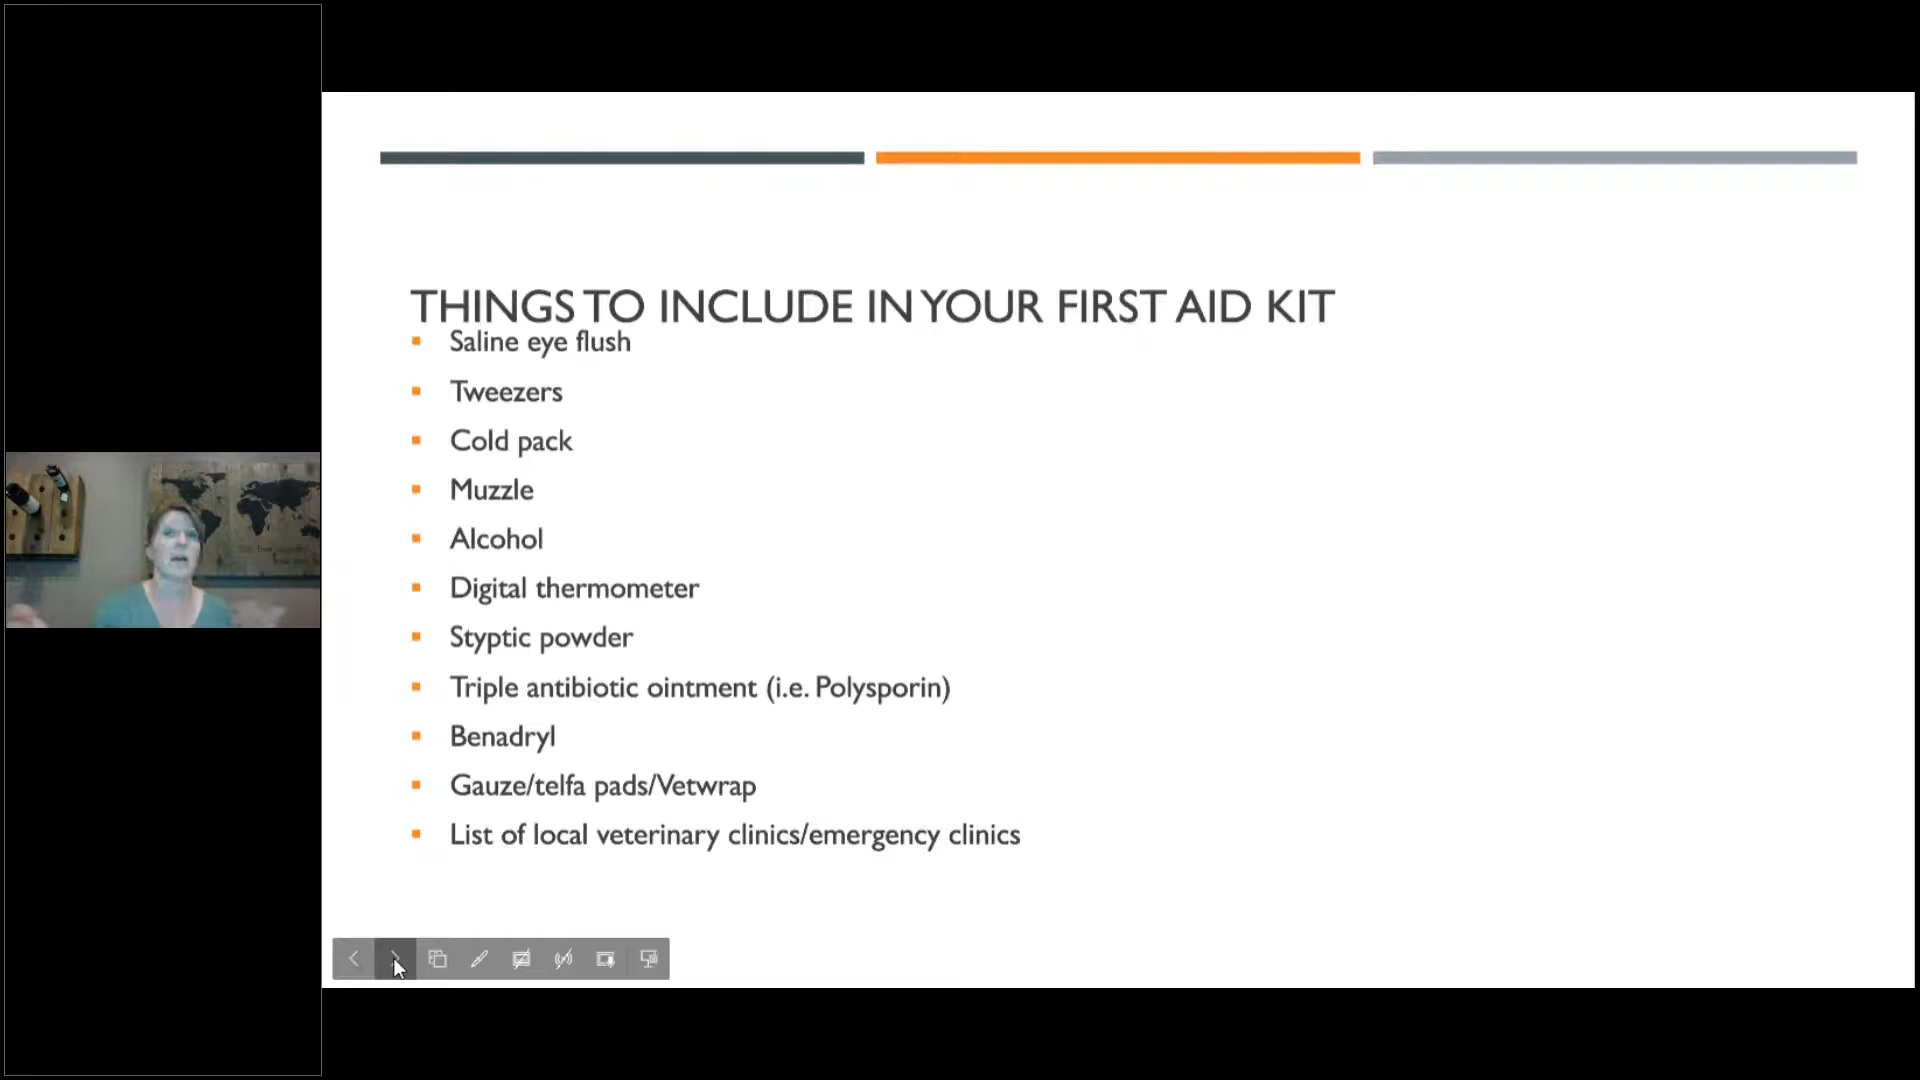 THINGS TO INCLUDE IN YOUR FIRST AID KIT
Saline eye flush
Tweezers
Cold pack
Muzzle
Alcohol
Digital thermometer
Styptic powder
Triple antibiotic ointment (i.e. Polysporin)
Benadryl
Gauze/telfa pads/Vetwrap
List of local veterinary clinics/emergency clinics